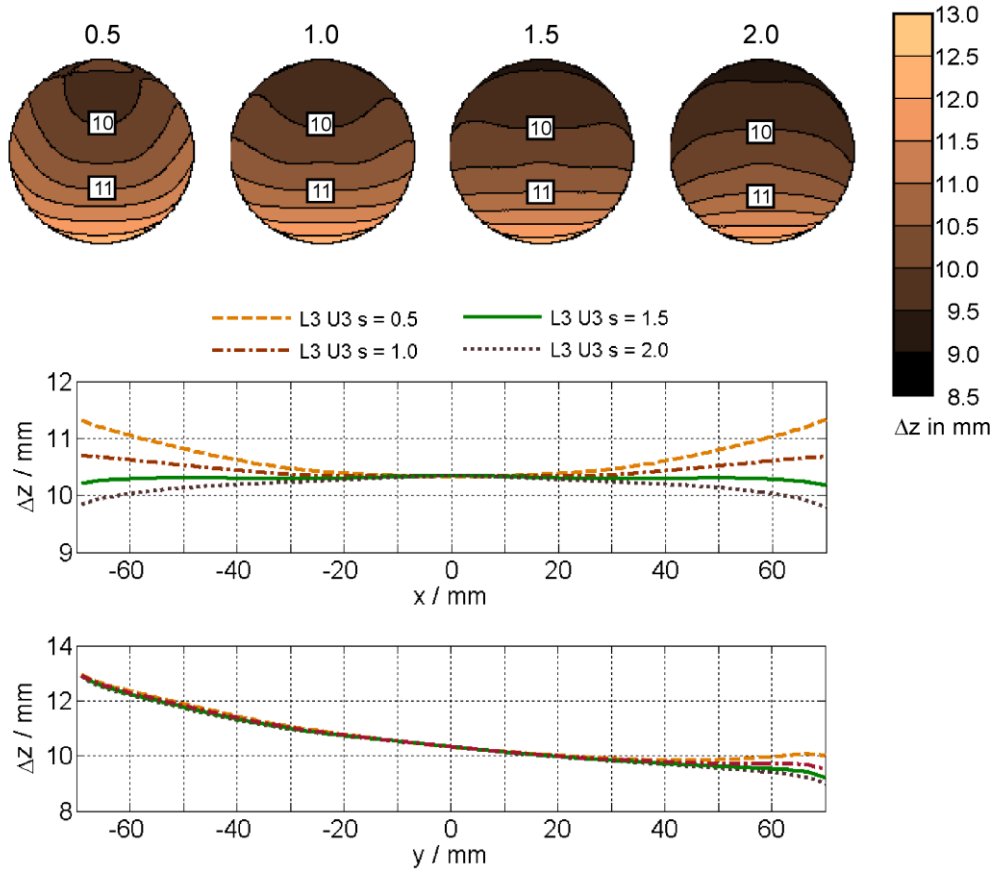 0.5 1.0 1.5 2.0
10 10 10 10
11 11 11 11
13.0
12.5
12.0
11.5
11.0
10.5
10.0
9.5
9.0
8.5
Δz in mm
L3 U3 s = 0.5
L3 U3 s = 1.5
L3 U3 s = 1.0
L3 U3 s = 2.0
12
11
10
9
Δz / mm
-60 -40 -20 0 20 40 60
x / mm
14
12
10
8
Δz / mm
-60 -40 -20 0 20 40 60
y / mm